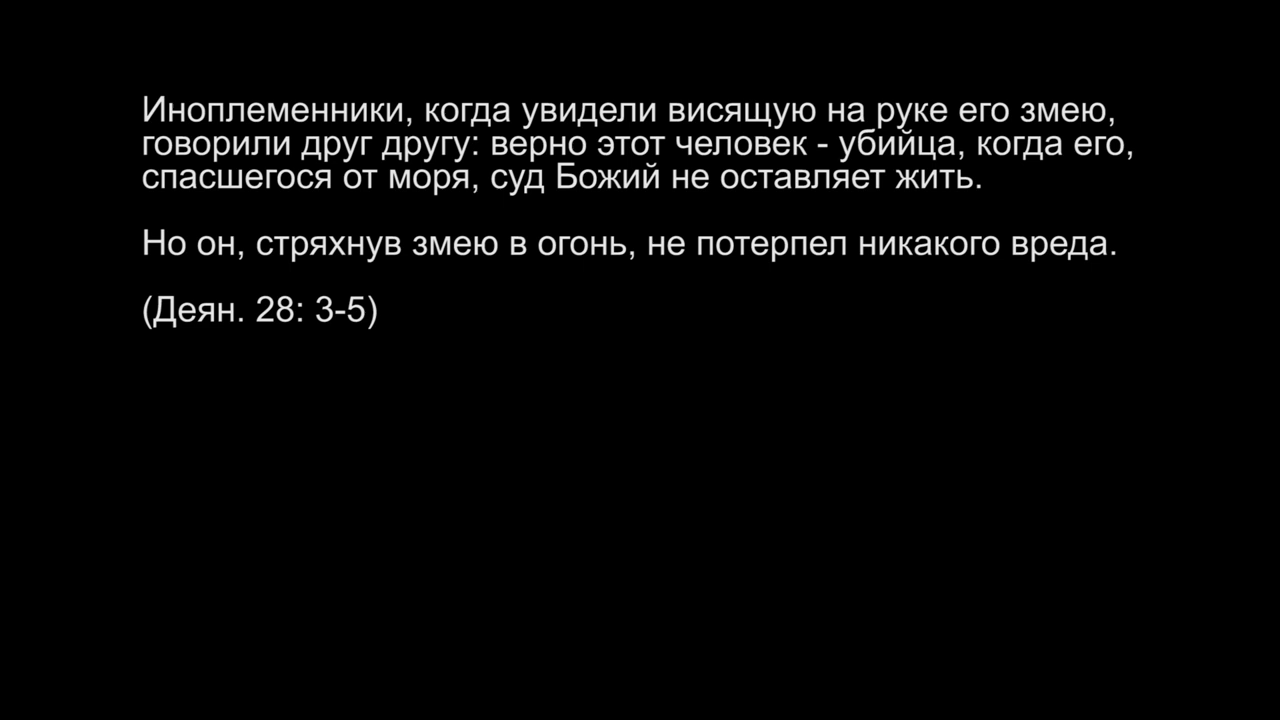 Иноплеменники, когда увидели висящую на руке его змею,
говорили друг другу: верно этот человек - убийца, когда его,
спасшегося от моря, суд Божий не оставляет жить.
Но он, стряхнув змею в огонь, не потерпел никакого вреда.
(Деян. 28: 3-5)